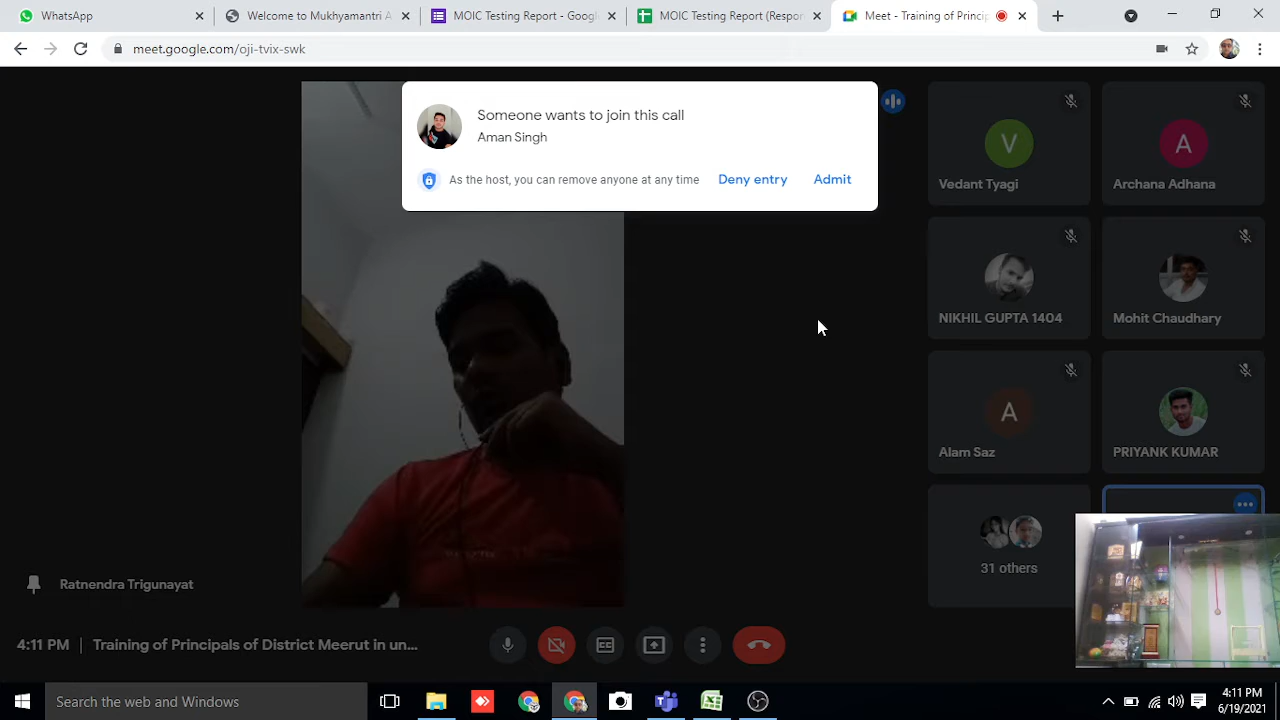 WhatsApp
Welcome to Mukhyamantri A
MOIC Testing Report - Google
MOIC Testing Report (Respor
Meet - Training of Princip
meet.google.com/oji-tvix-swk
Someone wants to join this call
Aman Singh
As the host, you can remove anyone at any time
Deny entry
Admit
Vedant Tyagi
A
Archana Adhana
V
NIKHIL GUPTA 1404
Mohit Chaudhary
A
Alam Saz
PRIYANK KUMAR
31 others
Ratnendra Trigunayat
4:11 PM
Training of Principals of District Meerut in un...
CC
Search the web and Windows
4:11 PM
6/19/2021